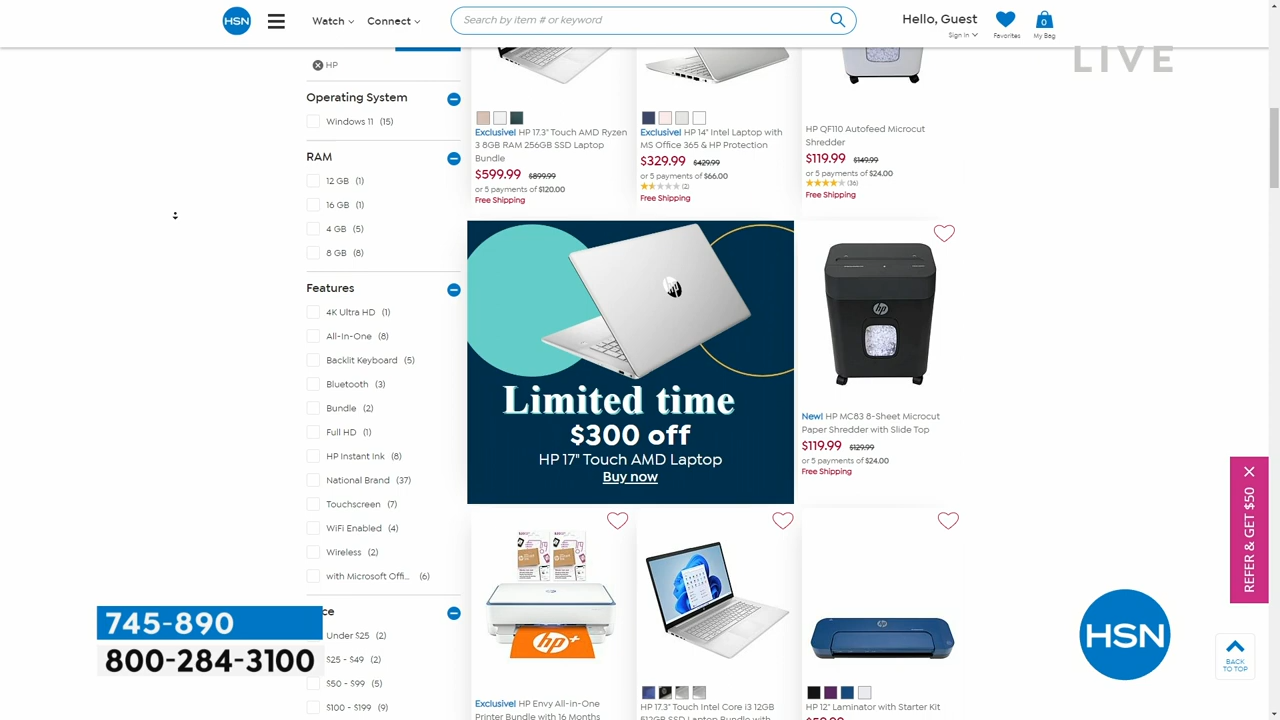 HSN
Watch
Connect
Search by item # or keyword
Hello, Guest
Sign In
Favorites
0
My Bag
LIVE
HP
Operating System
Windows 11 (15)
RAM
12 GB (1)
16 GB (1)
4 GB (5)
8 GB (8)
Features
4K Ultra HD (1)
All-In-One (8)
Backlit Keyboard (5)
Bluetooth (3)
Bundle (2)
Full HD (1)
HP Instant Ink (8)
National Brand (37)
Touchscreen (7)
WiFi Enabled (4)
Wireless (2)
with Microsoft Offi... (6)
ce
Under $25 (2)
$25 - $49 (2)
$50 - $99 (5)
$100 - $199 (9)
Exclusive! HP 17.3" Touch AMD Ryzen
3 8GB RAM 256GB SSD Laptop
Bundle
$599.99 $899.99
or 5 payments of $120.00
Free Shipping
Exclusive! HP 14" Intel Laptop with
MS Office 365 & HP Protection
$329.99 $429.99
or 5 payments of $66.00
(2)
Free Shipping
HP QF110 Autofeed Microcut
Shredder
$119.99 $149.99
or 5 payments of $24.00
(36)
Free Shipping
hp
Limited time
$300 off
HP 17" Touch AMD Laptop
Buy now
hp
New! HP MC83 8-Sheet Microcut
Paper Shredder with Slide Top
$119.99 $129.99
or 5 payments of $24.00
Free Shipping
hp+
Exclusive! HP Envy All-in-One
Printer Bundle with 16 Months
HP 17.3" Touch Intel Core i3 12GB
512GB SSD Laptop Bundle with
hp
HP 12" Laminator with Starter Kit
REFER & GET $50
745-890
800-284-3100
HSN
BACK
TO TOP